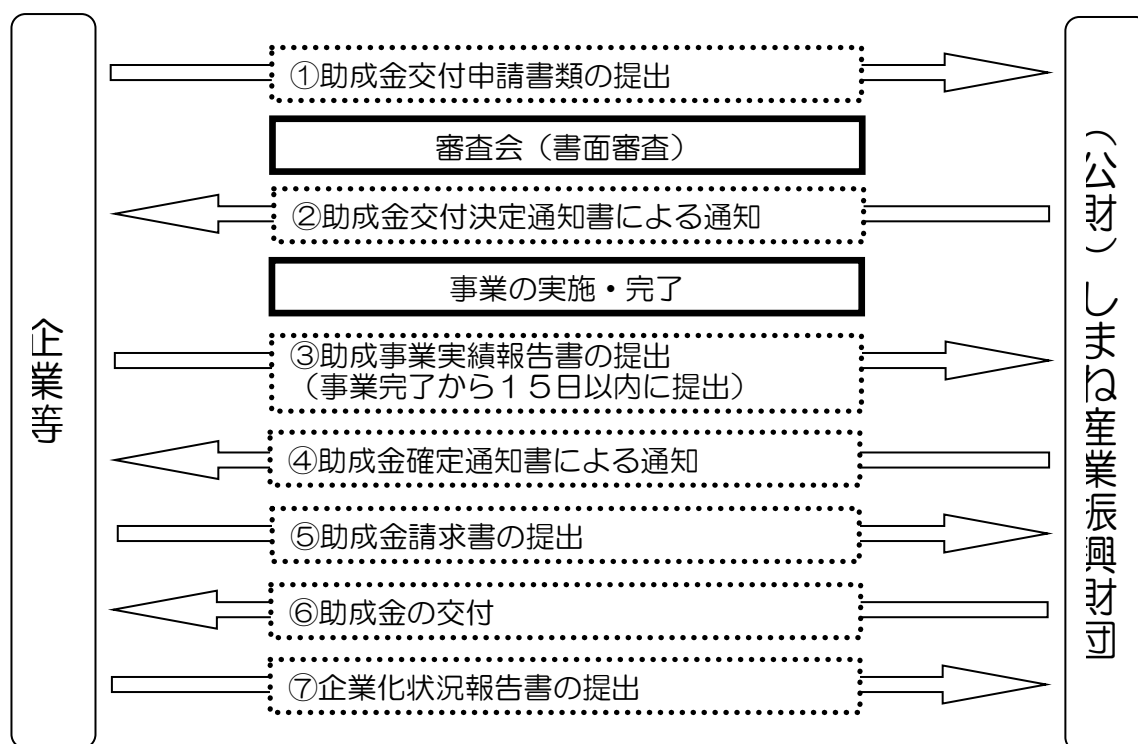 企業等
①助成金交付申請書類の提出
審査会（書面審査）
②助成金交付決定通知書による通知
事業の実施・完了
③助成事業実績報告書の提出
（事業完了から１５日以内に提出）
④助成金確定通知書による通知
⑤助成金請求書の提出
⑥助成金の交付
⑦企業化状況報告書の提出
（公財）しまね産業振興財団